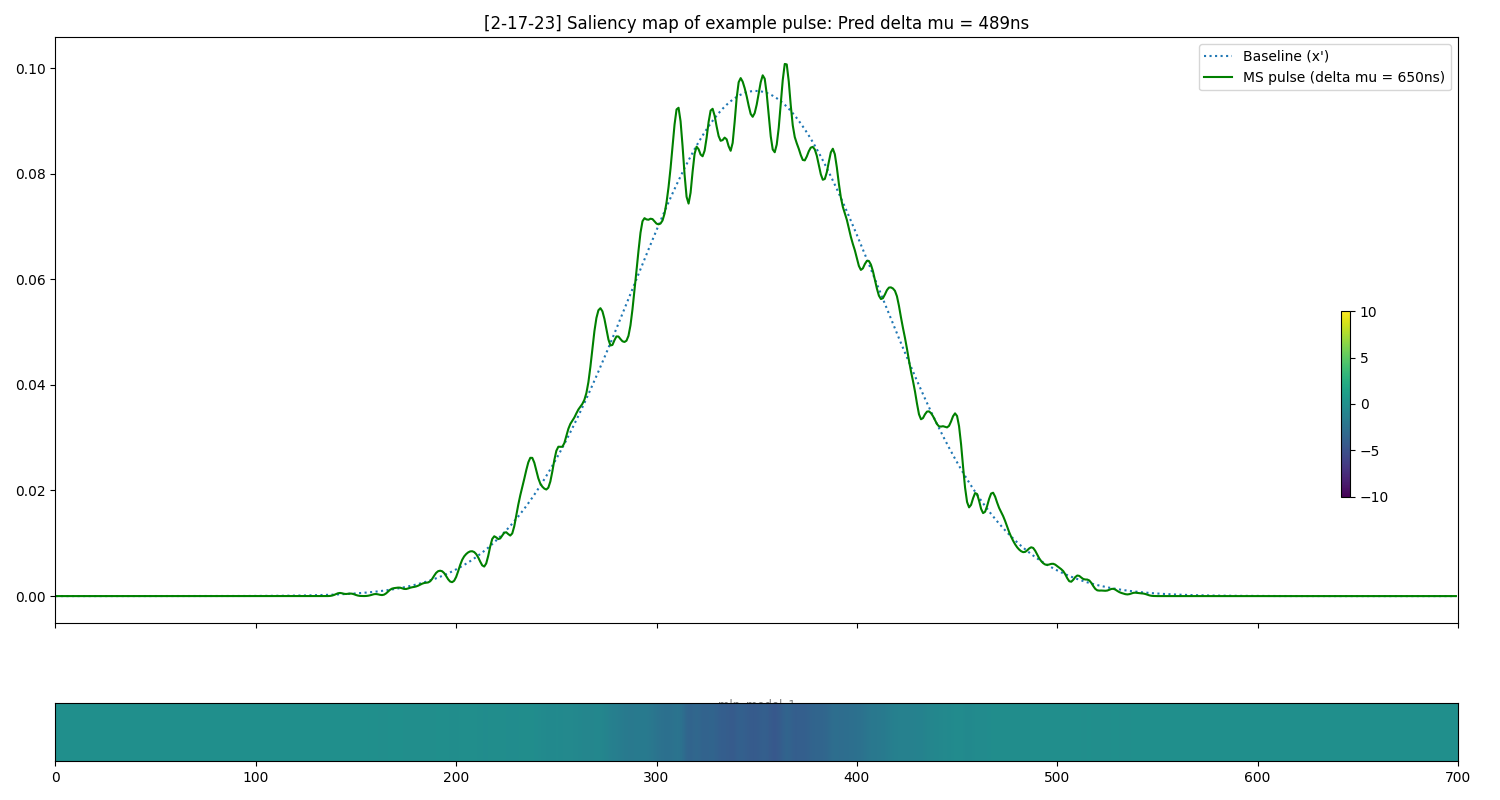 [2-17-23] Saliency map of example pulse: Pred delta mu = 489ns
Baseline (x')
MS pulse (delta mu = 650ns)
0.10
0.08
0.06
0.04
0.02
0.00
10
5
0
−5
−10
0 100 200 300 400 500 600 700